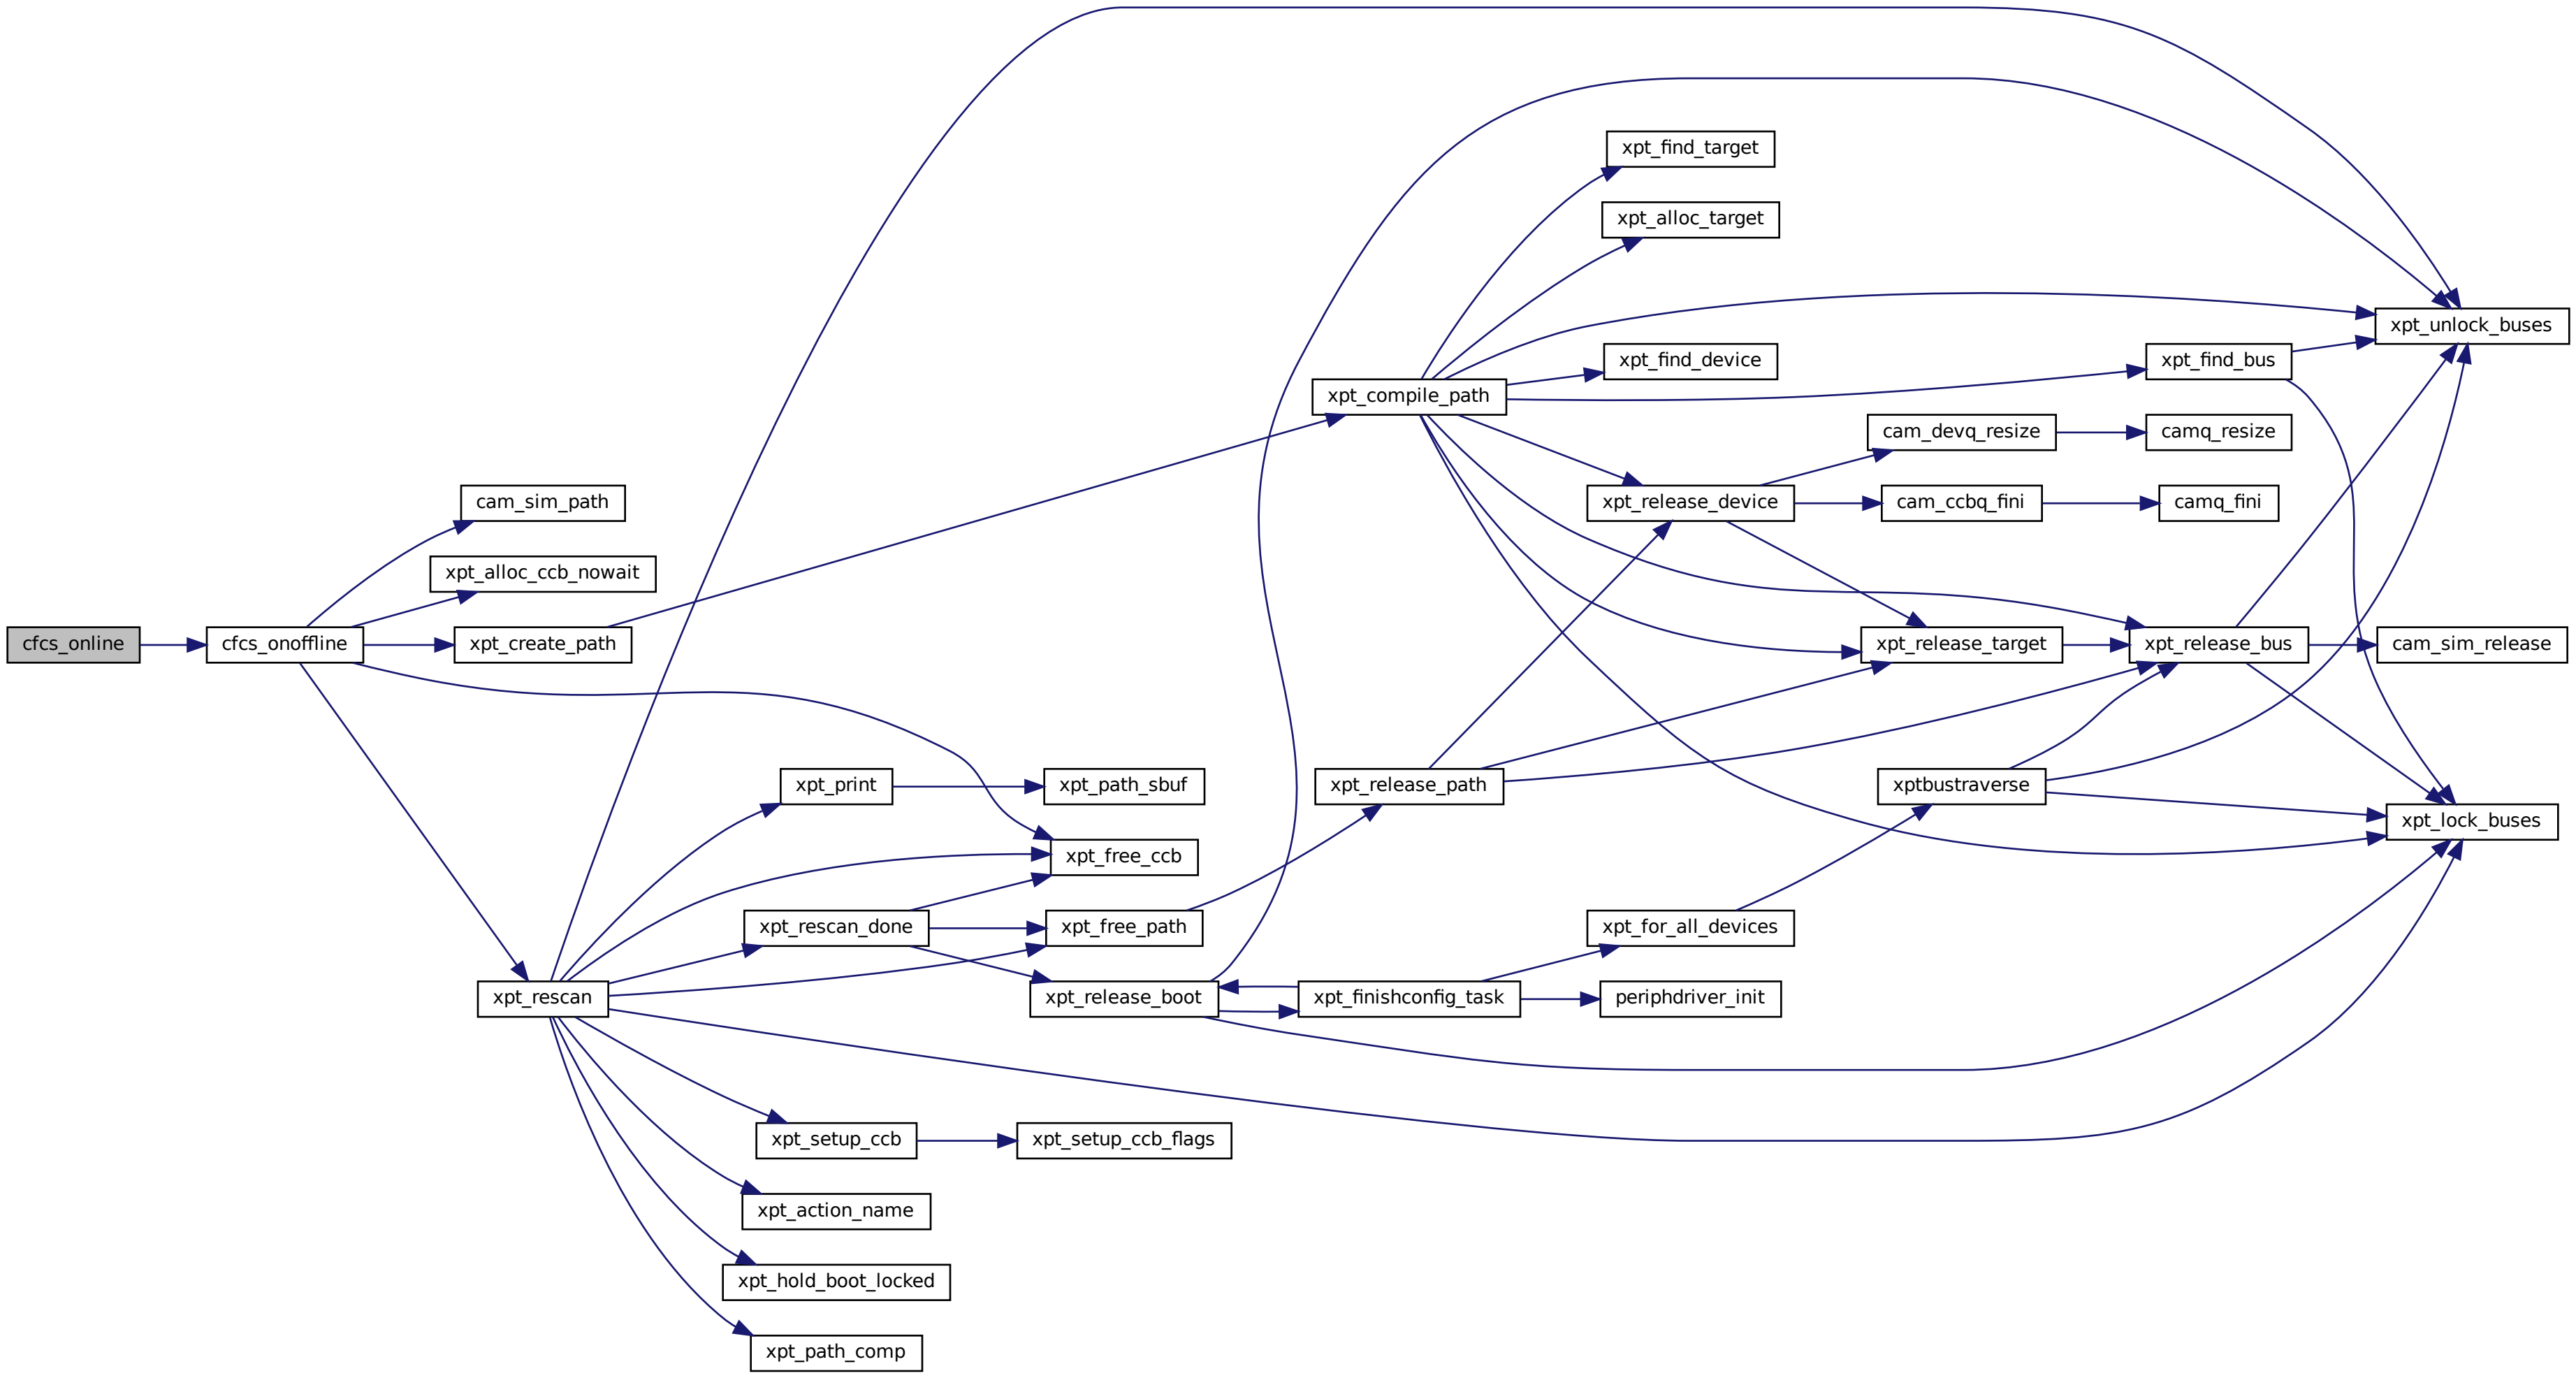 xpt_find_target
xpt_alloc_target
xpt_unlock_buses
xpt_find_device
xpt_find_bus
xpt_compile_path
cam_devq_resize
camq_resize
cam_sim_path
xpt_release_device
cam_ccbq_fini
camq_fini
xpt_alloc_ccb_nowait
cfcs_online
cfcs_onoffline
xpt_create_path
xpt_release_target
xpt_release_bus
cam_sim_release
xpt_print
xpt_path_sbuf
xpt_release_path
xptbustraverse
xpt_lock_buses
xpt_free_ccb
xpt_rescan_done
xpt_free_path
xpt_for_all_devices
xpt_rescan
xpt_release_boot
xpt_finishconfig_task
periphdriver_init
xpt_setup_ccb
xpt_setup_ccb_flags
xpt_action_name
xpt_hold_boot_locked
xpt_path_comp